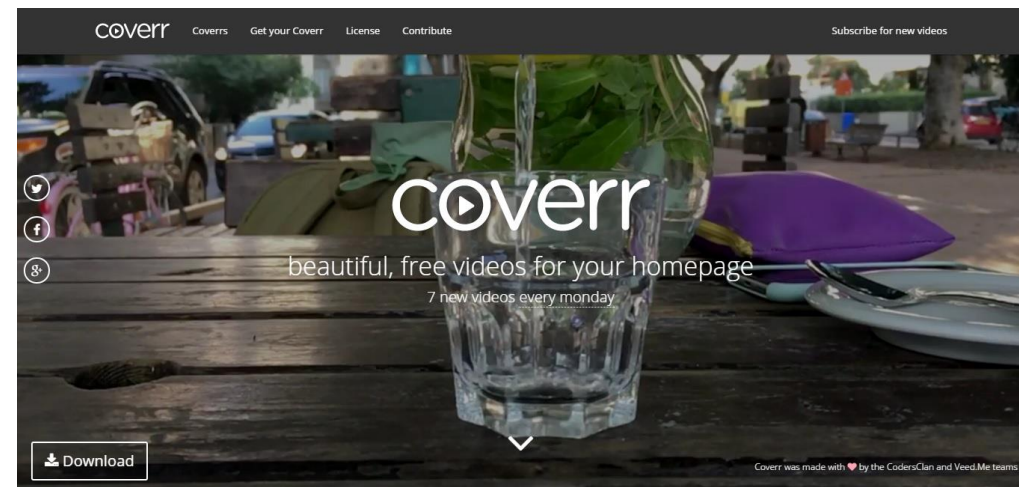 coverr Coverrs Get your Coverr License Contribute Subscribe for new videos
coverr
beautiful, free videos for your homepage
7 new videos every monday
Download
Coverr was made with ❤ by the CodersClan and Veed.Me teams